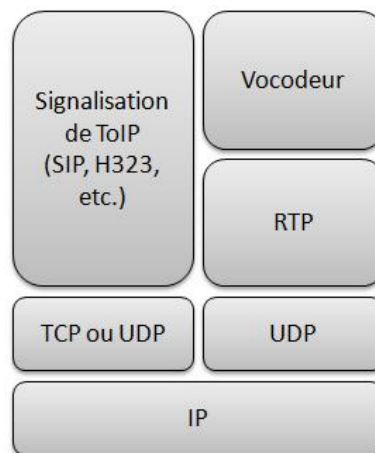 Signalisation
de ToIP
(SIP, H323,
etc.)
Vocodeur
RTP
TCP ou UDP
UDP
IP